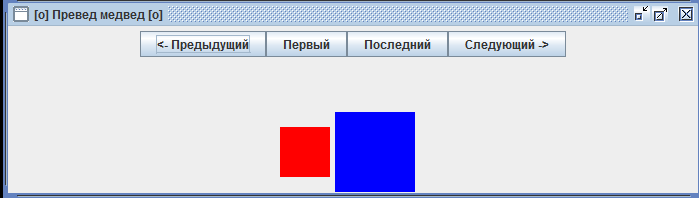 [o] Превед медвед [o]
<- Предыдущий Первый Последний Следующий ->